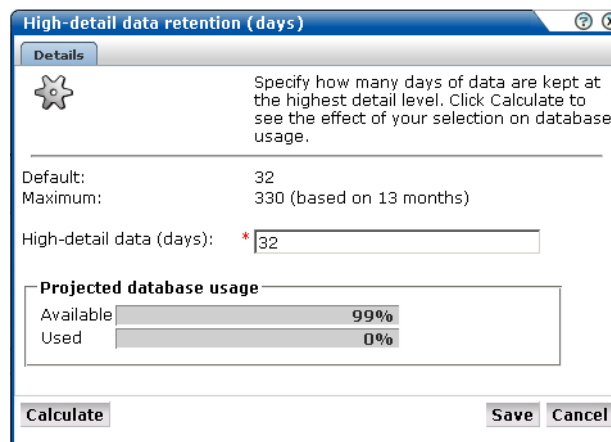 High-detail data retention (days)
Details
Specify how many days of data are kept at
the highest detail level. Click Calculate to
see the effect of your selection on database
usage.
Default: 32
Maximum: 330 (based on 13 months)
High-detail data (days): * 32
Projected database usage
Available 99%
Used 0%
Calculate Save Cancel